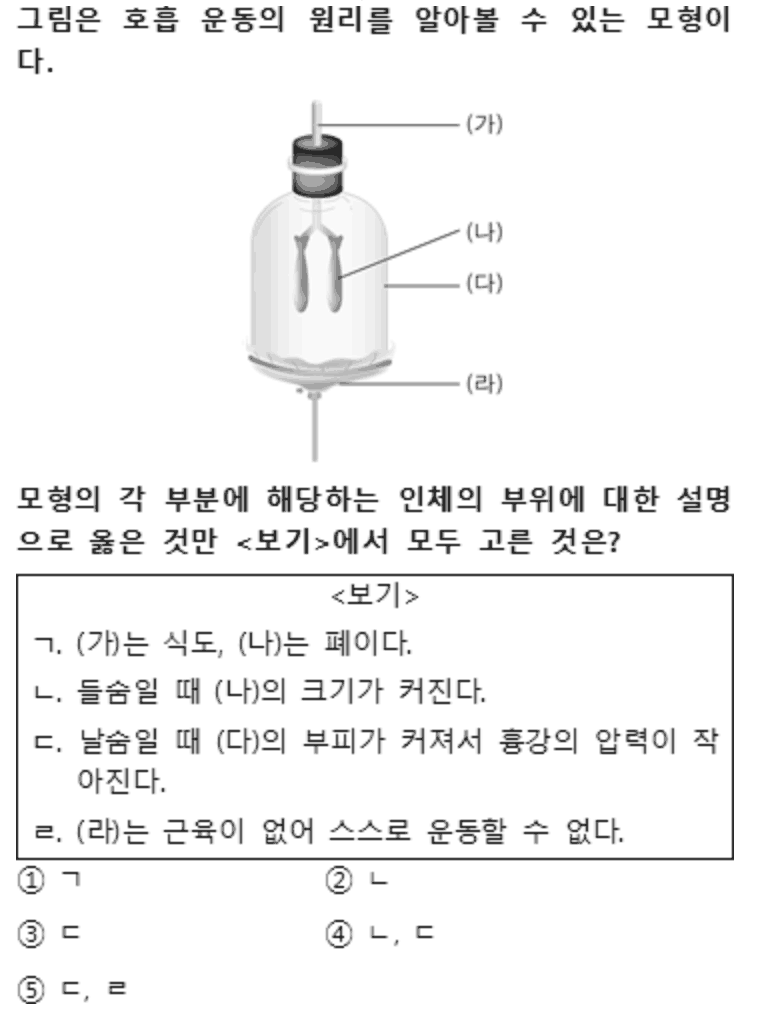 그림은 호흡 운동의 원리를 알아볼 수 있는 모형이
다.
(가)
(나)
(다)
(라)
모형의 각 부분에 해당하는 인체의 부위에 대한 설명
으로 옳은 것만 <보기>에서 모두 고른 것은?
<보기>
ㄱ. (가)는 식도, (나)는 폐이다.
ㄴ. 들숨일 때 (나)의 크기가 커진다.
ㄷ. 날숨일 때 (다)의 부피가 커져서 흉강의 압력이 작
아진다.
ㄹ. (라)는 근육이 없어 스스로 운동할 수 없다.
① ㄱ ② ㄴ
③ ㄷ ④ ㄴ, ㄷ
⑤ ㄷ, ㄹ